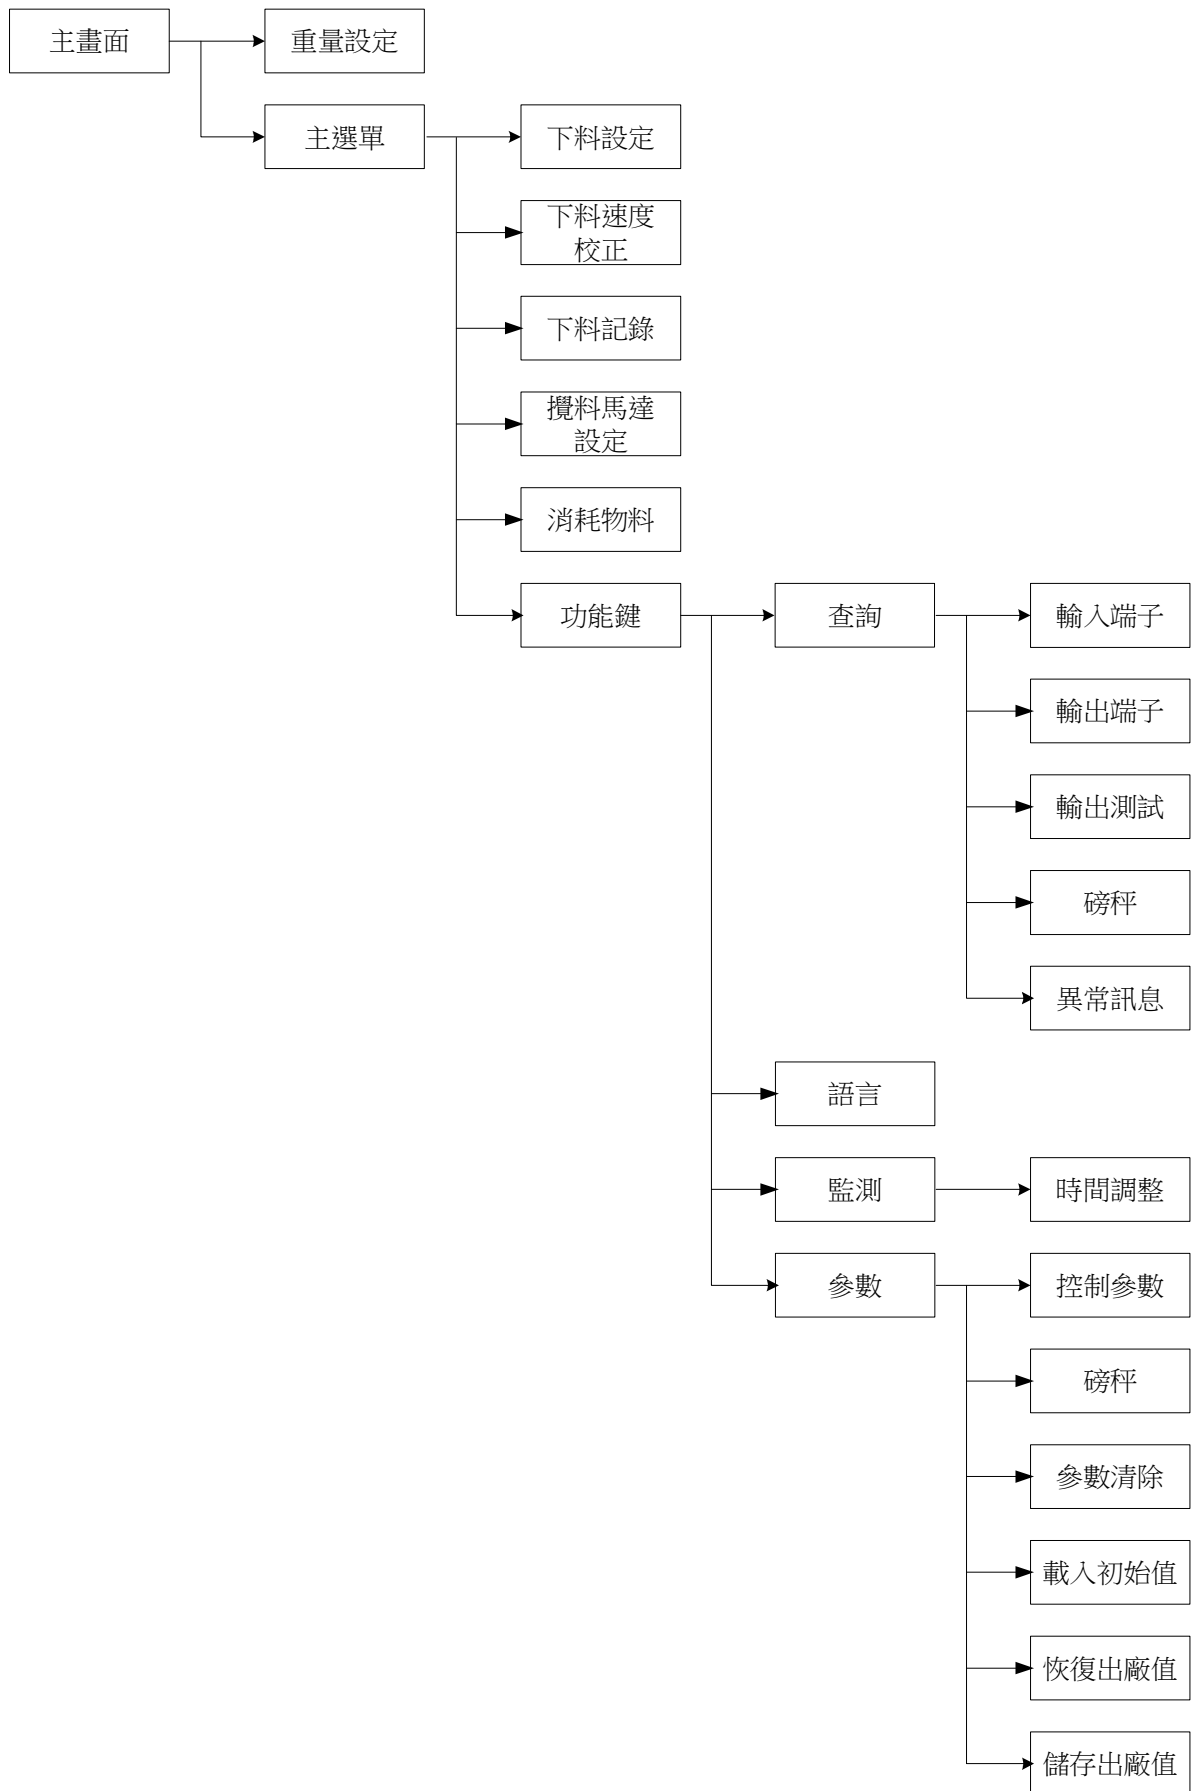 主畫面
重量設定
主選單
下料設定
下料速度
校正
下料記錄
攪料馬達
設定
消耗物料
功能鍵
查詢
輸入端子
輸出端子
輸出測試
磅秤
異常訊息
語言
監測
時間調整
參數
控制參數
磅秤
參數清除
載入初始值
恢復出廠值
儲存出廠值